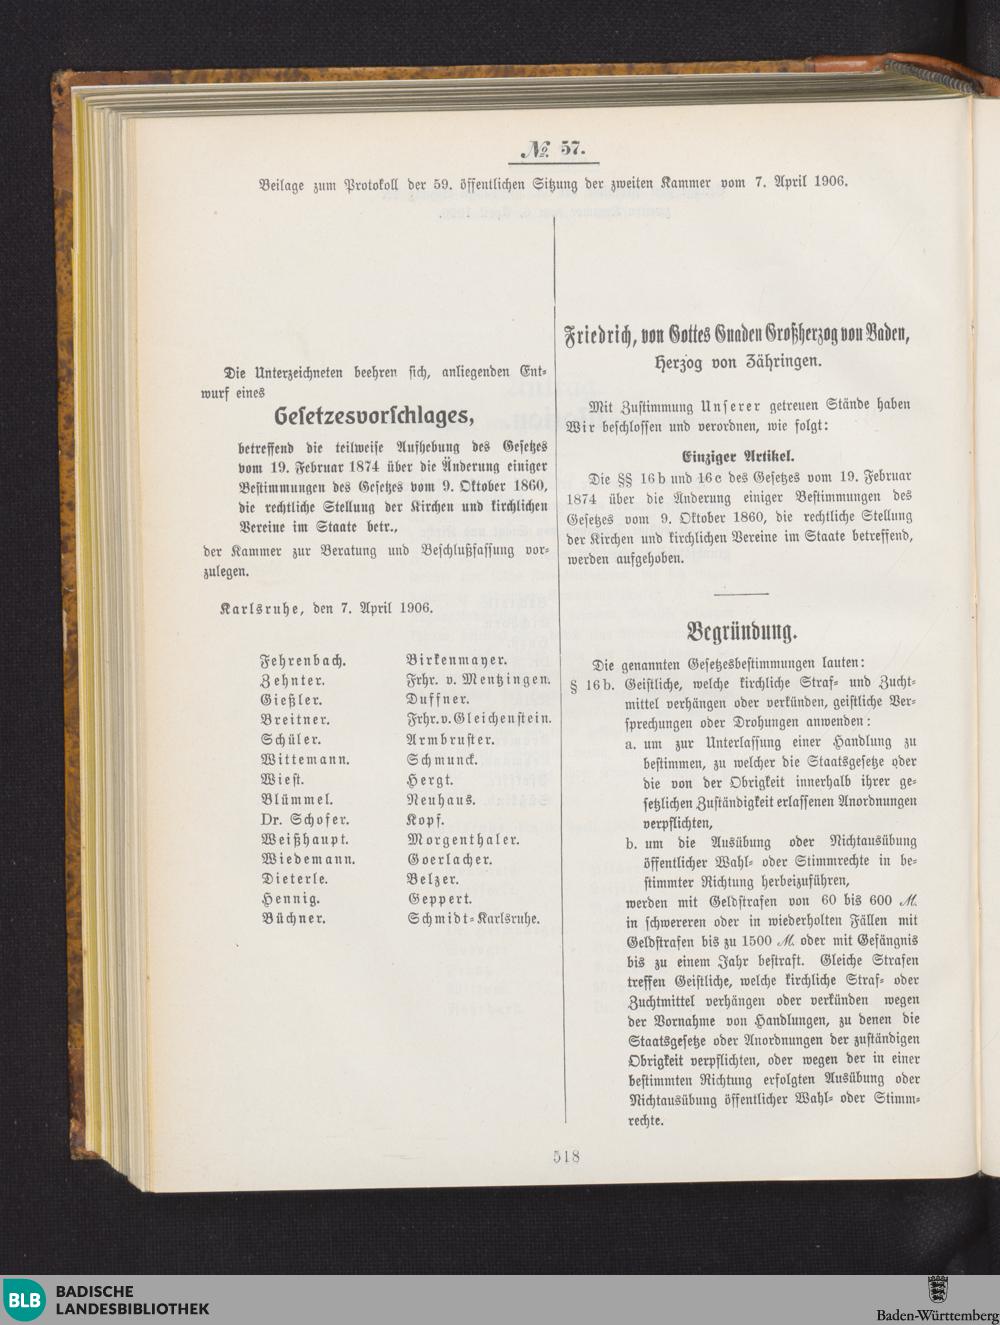 № 57.
Beilage zum Protokoll der 59. öffentlichen Sitzung der zweiten Kammer vom 7. April 1906.
Die Unterzeichneten beehren sich, anliegenden Ent-
wurf eines
Gesetzesvorschlages,
betreffend die teilweise Aufhebung des Gesetzes
vom 19. Februar 1874 über die Änderung einiger
Bestimmungen des Gesetzes vom 9. Oktober 1860,
die rechtliche Stellung der Kirchen und kirchlichen
Vereine im Staate betr.,
der Kammer zur Beratung und Beschlußfassung vor-
zulegen.
Karlsruhe, den 7. April 1906.
Fehrenbach. Birkenmayer.
Zehnter. Frhr. v. Mentzingen.
Gießler. Duffner.
Breitner. Frhr. v. Gleichenstein.
Schüler. Armbruster.
Wittemann. Schmunck.
Wiest. Hergt.
Blümmel. Neuhaus.
Dr. Schofer. Kopf.
Weißhaupt. Morgenthaler.
Wiedemann. Goerlacher.
Dieterle. Belzer.
Hennig. Geppert.
Büchner. Schmidt-Karlsruhe.
Friedrich, von Gottes Gnaden Großherzog von Baden,
Herzog von Zähringen.
Mit Zustimmung Unserer getreuen Stände haben
Wir beschlossen und verordnen, wie folgt:
Einziger Artikel.
Die §§ 16 b und 16 c des Gesetzes vom 19. Februar
1874 über die Änderung einiger Bestimmungen des
Gesetzes vom 9. Oktober 1860, die rechtliche Stellung
der Kirchen und kirchlichen Vereine im Staate betreffend,
werden aufgehoben.
Begründung.
Die genannten Gesetzesbestimmungen lauten:
§ 16 b. Geistliche, welche kirchliche Straf- und Zucht-
mittel verhängen oder verkünden, geistliche Ver-
sprechungen oder Drohungen anwenden:
a. um zur Unterlassung einer Handlung zu
bestimmen, zu welcher die Staatsgesetze oder
die von der Obrigkeit innerhalb ihrer ge-
setzlichen Zuständigkeit erlassenen Anordnungen
verpflichten,
b. um die Ausübung oder Nichtausübung
öffentlicher Wahl- oder Stimmrechte in be-
stimmter Richtung herbeizuführen,
werden mit Geldstrafen von 60 bis 600 M.
in schwereren oder in wiederholten Fällen mit
Geldstrafen bis zu 1500 M. oder mit Gefängnis
bis zu einem Jahr bestraft. Gleiche Strafen
treffen Geistliche, welche kirchliche Straf- oder
Zuchtmittel verhängen oder verkünden wegen
der Vornahme von Handlungen, zu denen die
Staatsgesetze oder Anordnungen der zuständigen
Obrigkeit verpflichten, oder wegen der in einer
bestimmten Richtung erfolgten Ausübung oder
Nichtausübung öffentlicher Wahl- oder Stimm-
rechte.
518
BLB BADISCHE
LANDESBIBLIOTHEK
Baden-Württemberg